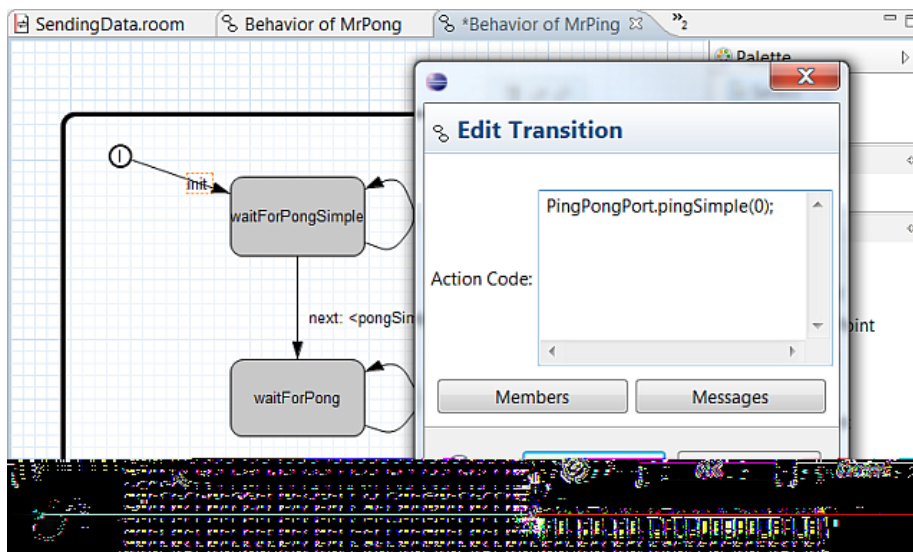 SendingData.room
Behavior of MrPong
*Behavior of MrPing
»2
Palette
Edit Transition
init
waitForPongSimple
PingPongPort.pingSimple(0);
Action Code:
next: <pongSim
oint
waitForPong
Members
Messages